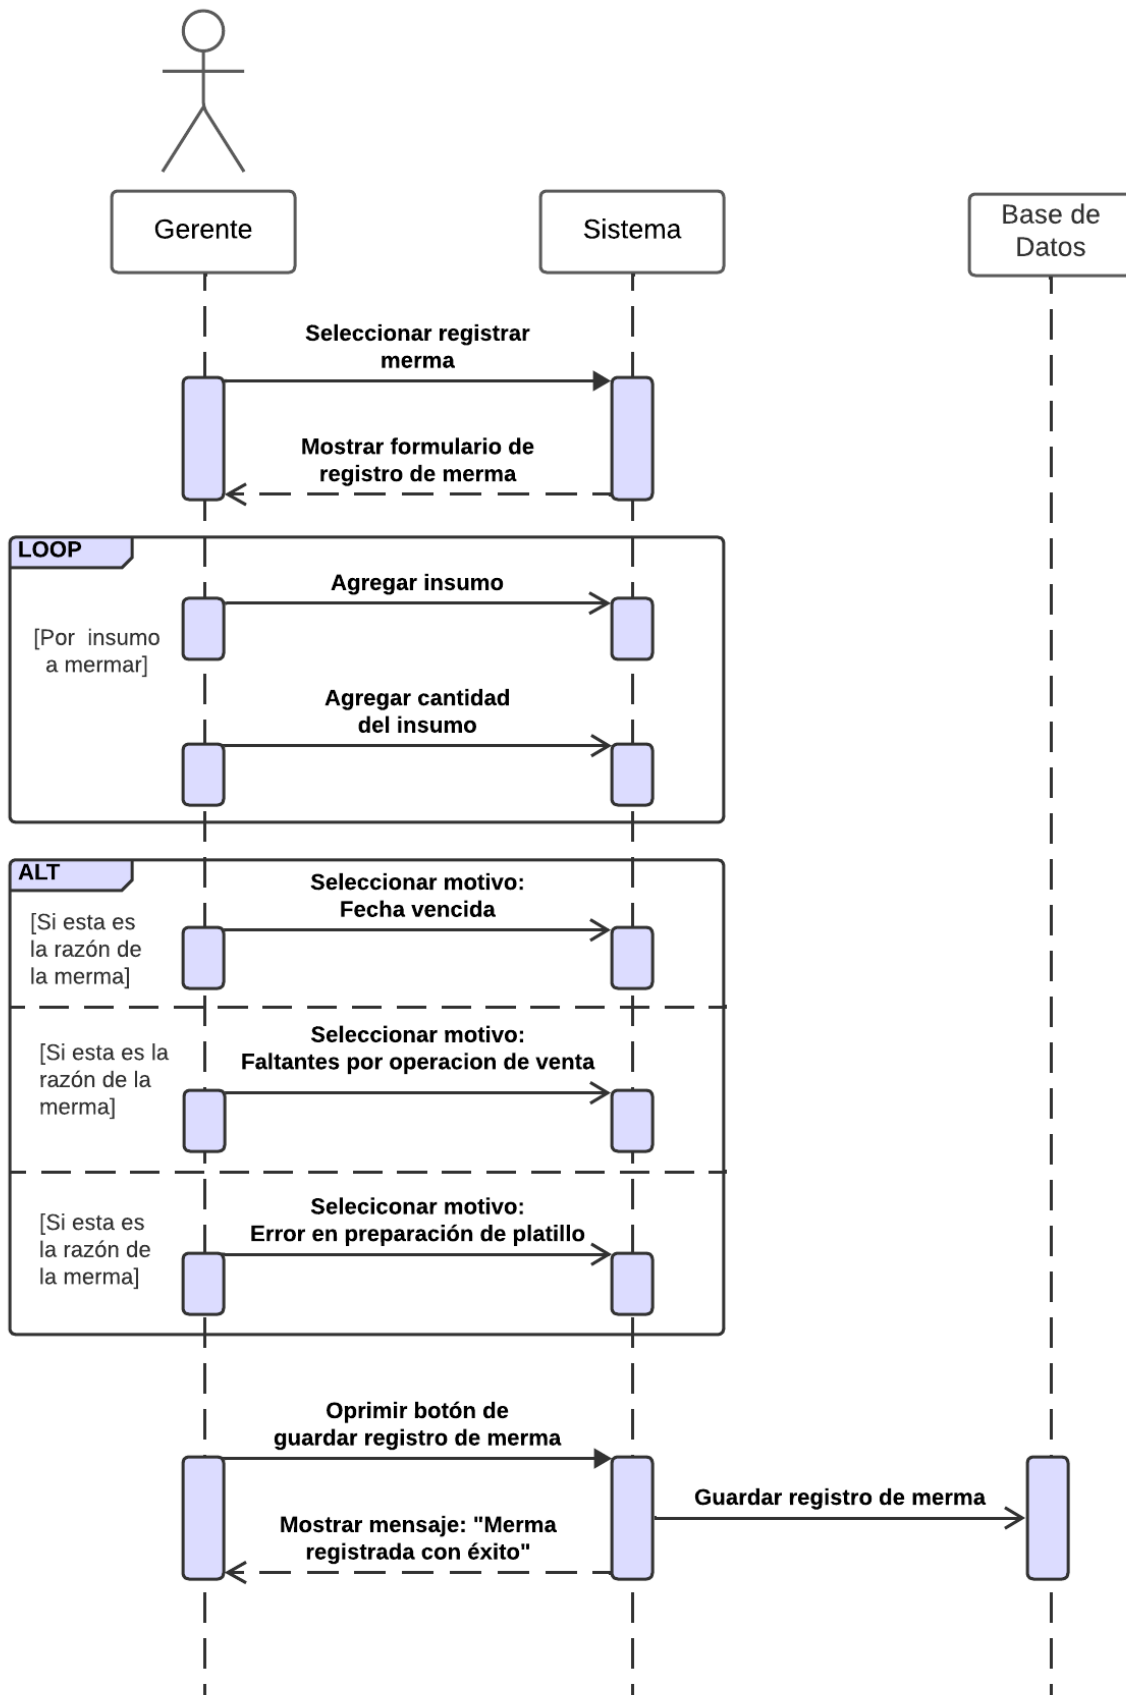 Gerente
Sistema
Base de
Datos
Seleccionar registrar
merma
Mostrar formulario de
registro de merma
LOOP
Agregar insumo
[Por  insumo
a mermar]
Agregar cantidad
del insumo
ALT
Seleccionar motivo:
Fecha vencida
[Si esta es
la razón de
la merma]
Seleccionar motivo:
Faltantes por operacion de venta
[Si esta es la
razón de la
merma]
Seleciconar motivo:
Error en preparación de platillo
[Si esta es
la razón de
la merma]
Oprimir botón de
guardar registro de merma
Guardar registro de merma
Mostrar mensaje: "Merma
registrada con éxito"